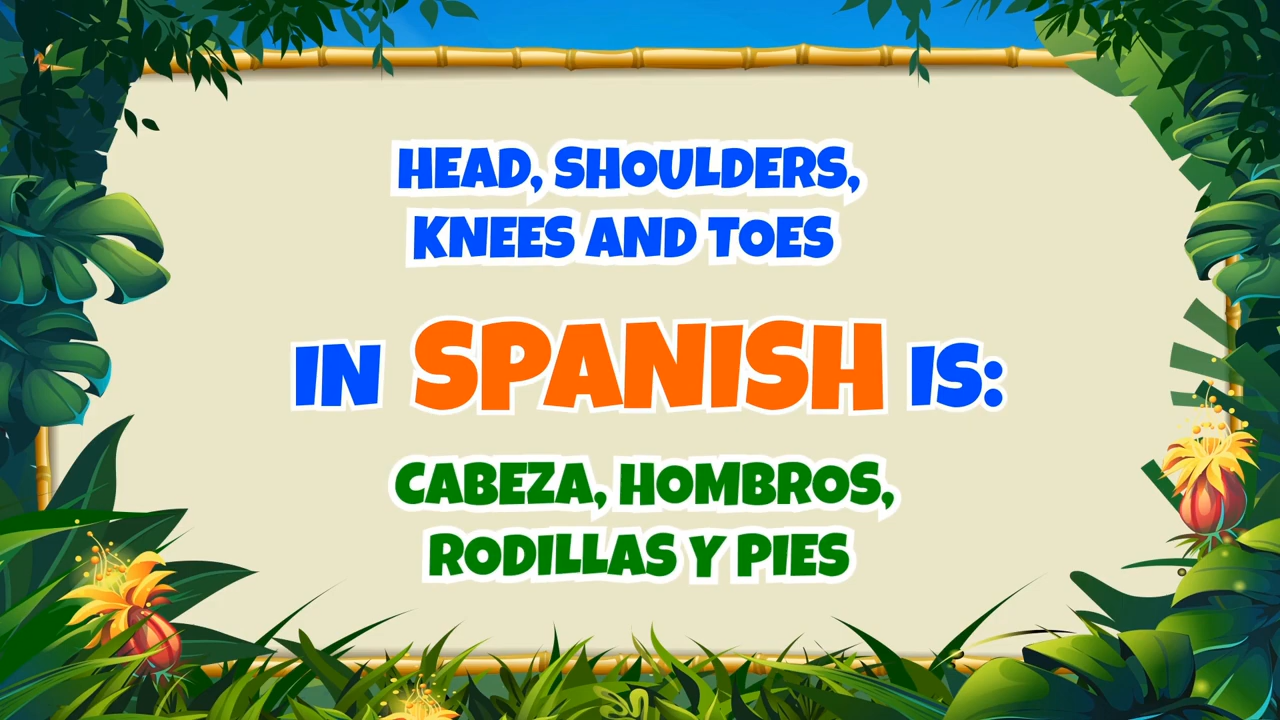 HEAD, SHOULDERS,
KNEES AND TOES
IN SPANISH IS:
CABEZA, HOMBROS,
RODILLAS Y PIES